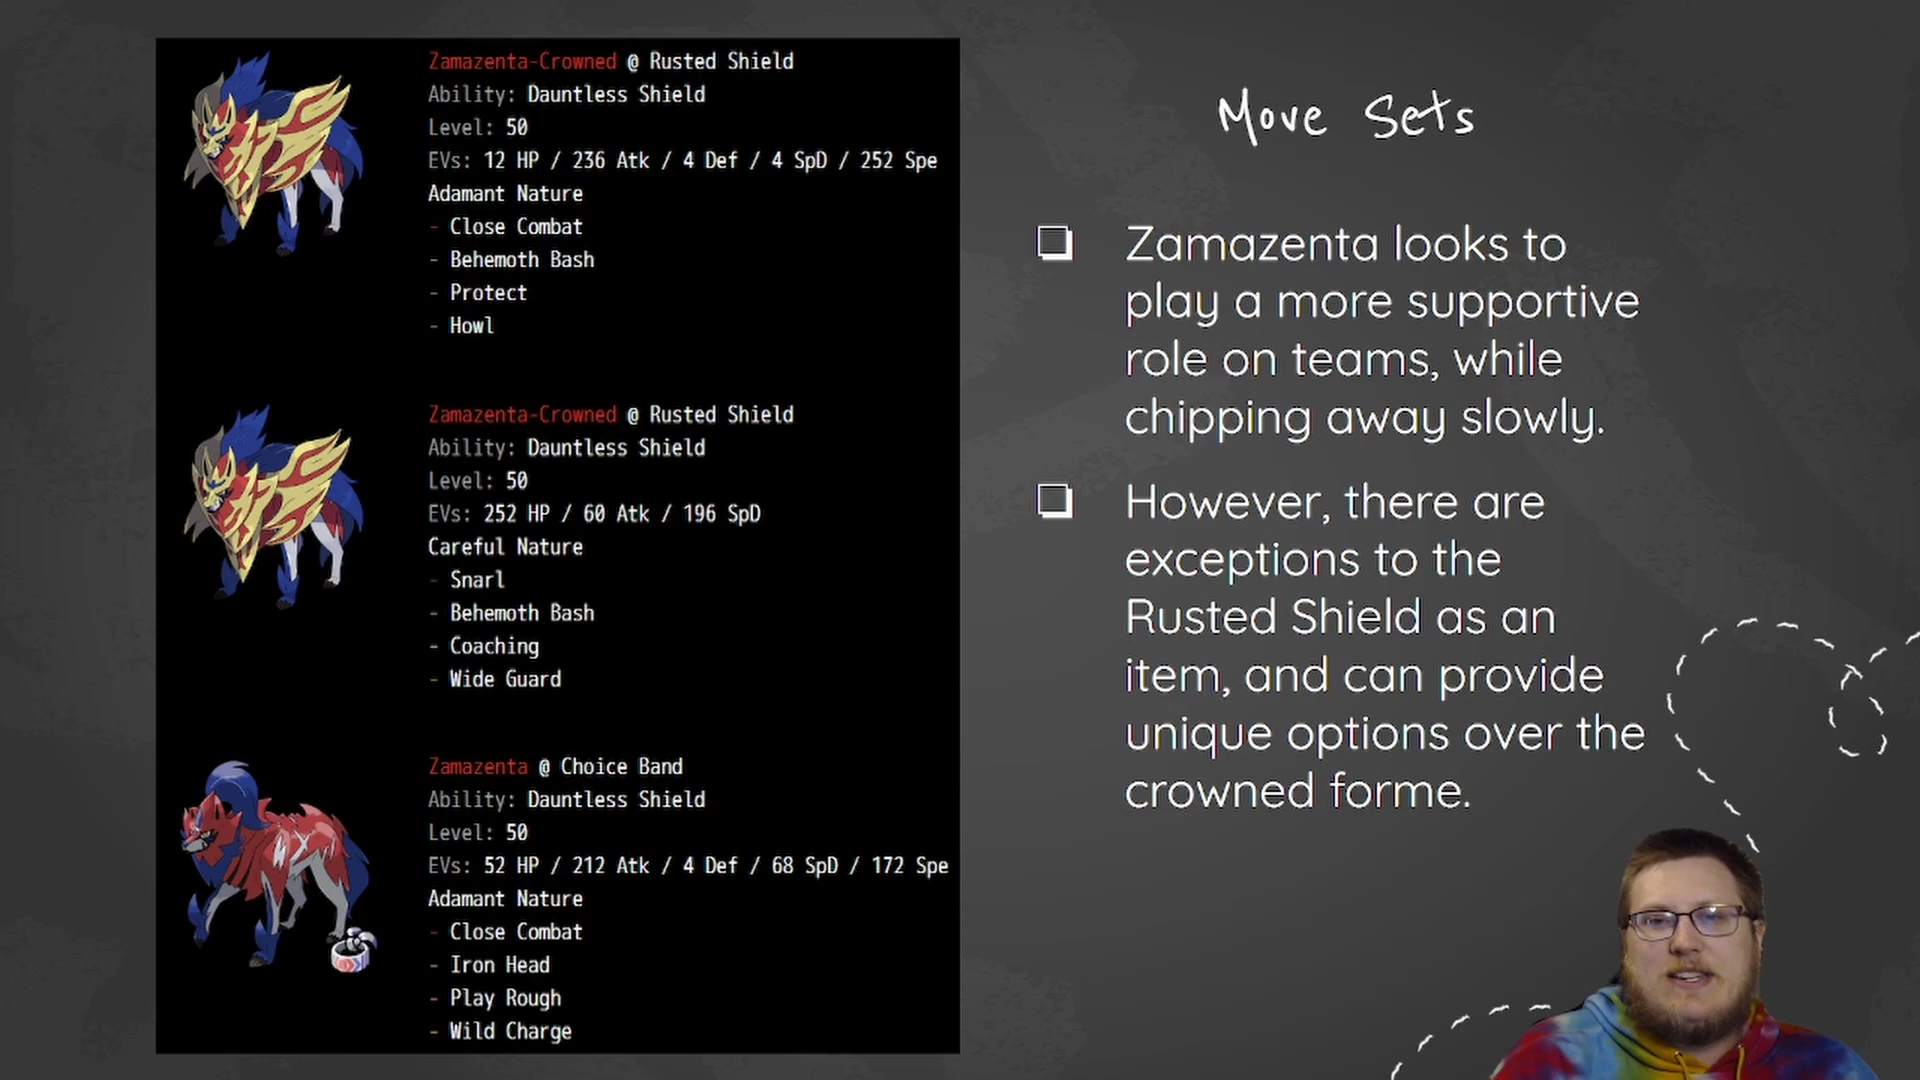 Zamazenta-Crowned @ Rusted Shield
Ability: Dauntless Shield
Level: 50
EVs: 12 HP / 236 Atk / 4 Def / 4 SpD / 252 Spe
Adamant Nature
- Close Combat
- Behemoth Bash
- Protect
- Howl
Zamazenta-Crowned @ Rusted Shield
Ability: Dauntless Shield
Level: 50
EVs: 252 HP / 60 Atk / 196 SpD
Careful Nature
- Snarl
- Behemoth Bash
- Coaching
- Wide Guard
Zamazenta @ Choice Band
Ability: Dauntless Shield
Level: 50
EVs: 52 HP / 212 Atk / 4 Def / 68 SpD / 172 Spe
Adamant Nature
- Close Combat
- Iron Head
- Play Rough
- Wild Charge
Move Sets
Zamazenta looks to
play a more supportive
role on teams, while
chipping away slowly.
However, there are
exceptions to the
Rusted Shield as an
item, and can provide
unique options over the
crowned forme.